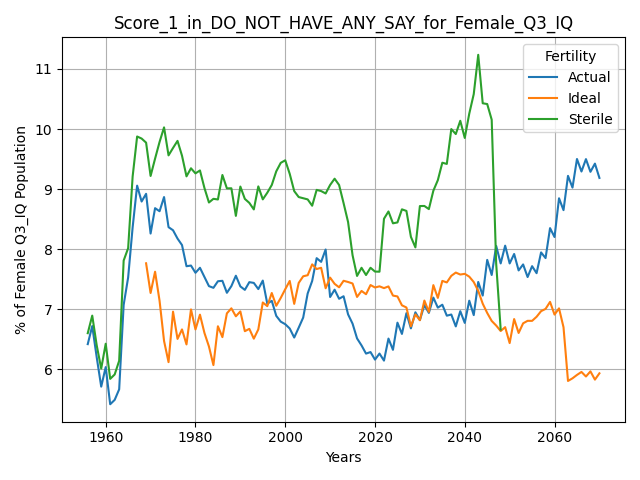 Score_1_in_DO_NOT_HAVE_ANY_SAY_for_Female_Q3_IQ
% of Female Q3_IQ Population
11
10
9
8
7
6
Fertility
Actual
Ideal
Sterile
1960 1980 2000 2020 2040 2060
Years